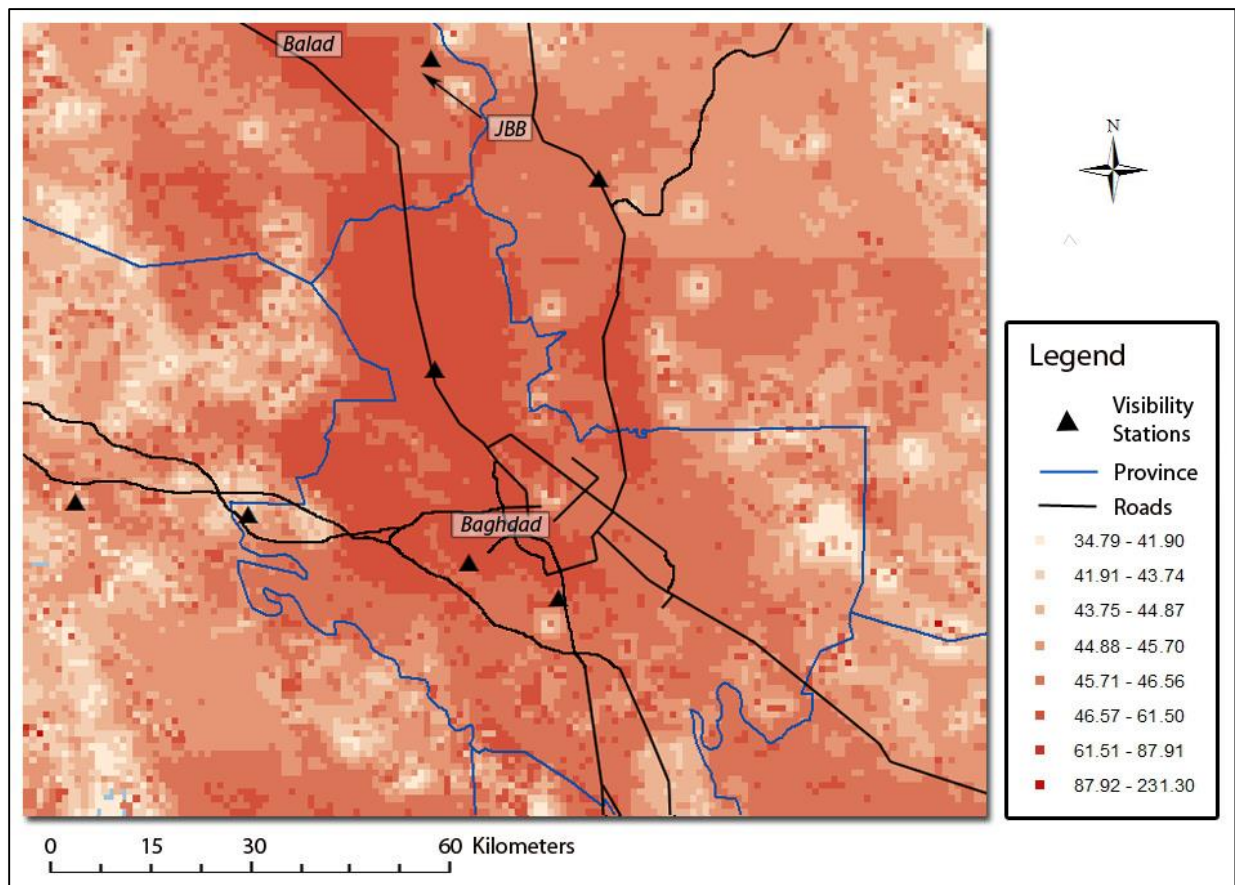 Balad
JBB
Baghdad
N
Legend
Visibility
Stations
Province
Roads
34.79 - 41.90
41.91 - 43.74
43.75 - 44.87
44.88 - 45.70
45.71 - 46.56
46.57 - 61.50
61.51 - 87.91
87.92 - 231.30
0 15 30 60 Kilometers